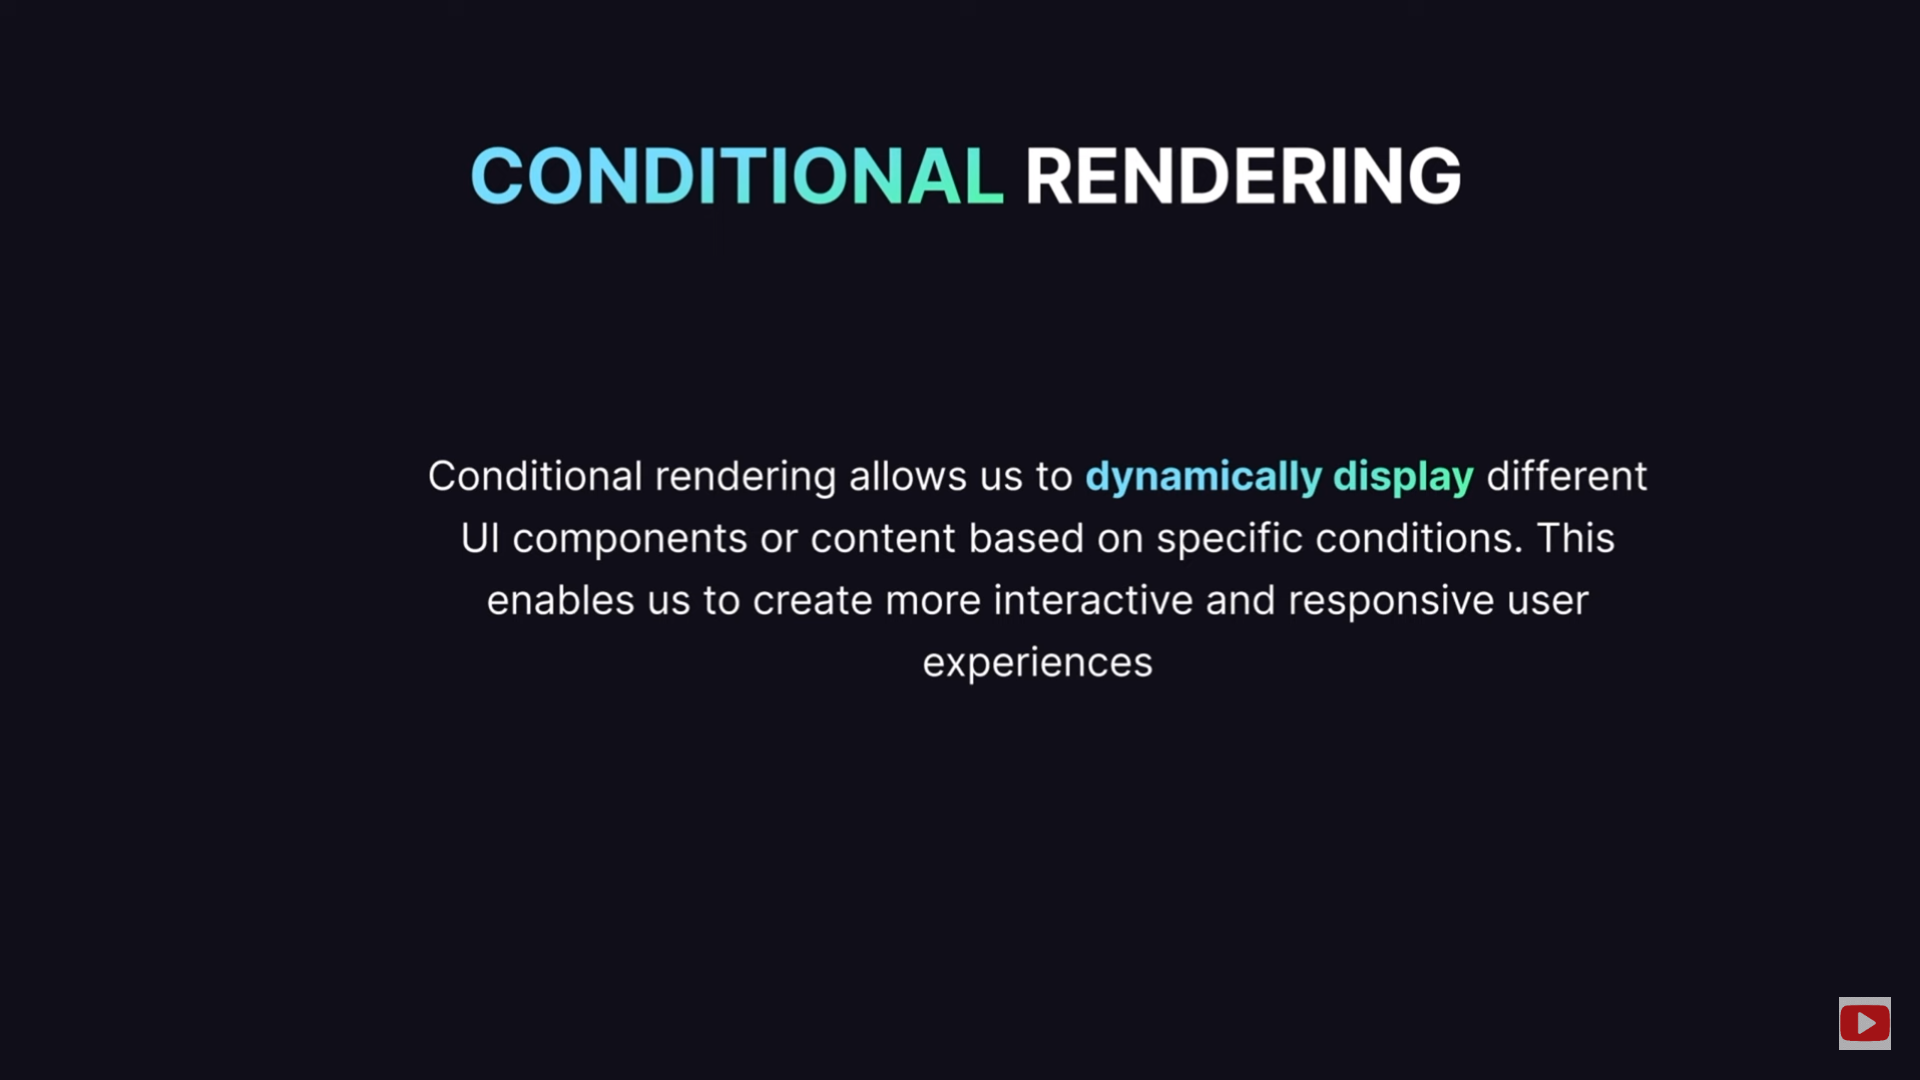 CONDITIONAL RENDERING
Conditional rendering allows us to dynamically display different
UI components or content based on specific conditions. This
enables us to create more interactive and responsive user
experiences